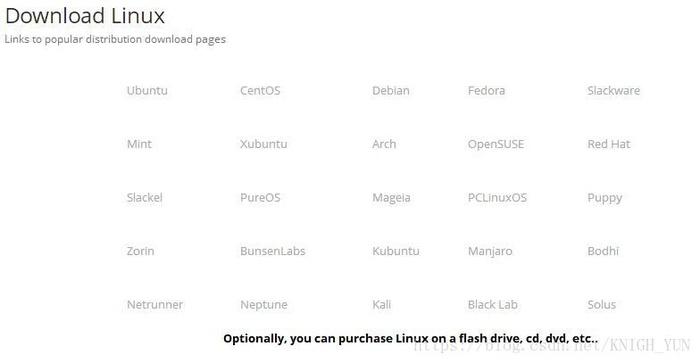 Download Linux
Links to popular distribution download pages
Ubuntu CentOS Debian Fedora Slackware
Mint Xubuntu Arch OpenSUSE Red Hat
Slackel PureOS Mageia PCLinuxOS Puppy
Zorin BunsenLabs Kubuntu Manjaro Bodhi
Netrunner Neptune Kali Black Lab Solus
Optionally, you can purchase Linux on a flash drive, cd, dvd, etc..
https://blog.csdn.net/KNIGH_YUN